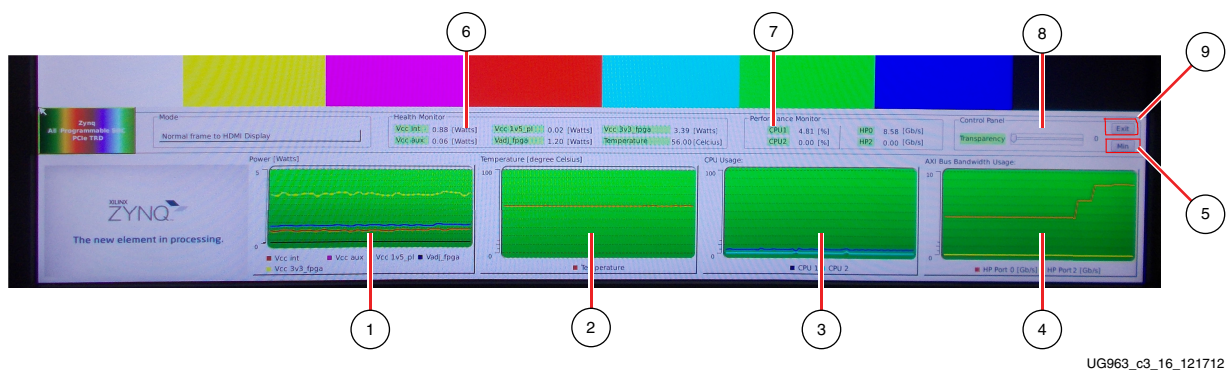 6
7
8
9
Zynq
All Programmable SOC
PCIe TRD
Mode
Normal frame to HDMI Display
Health Monitor
Vcc int 0.88 [Watts] Vcc 1v5_pl 0.02 [Watts] Vcc 3v3_fpga 3.39 [Watts]
Vcc aux 0.06 [Watts] Vadj_fpga 1.20 [Watts] Temperature 56.00 [Celcius]
Performance Monitor
CPU1 4.81 [%] HP0 8.58 [Gb/s]
CPU2 0.00 [%] HP2 0.00 [Gb/s]
Control Panel
Transparency 0
Exit
Min
5
XILINX
ZYNQ
The new element in processing.
Power [Watts]
5
0
Vcc int Vcc aux Vcc 1v5_pl Vadj_fpga
Vcc 3v3_fpga
Temperature [degree Celsius]
100
0
Temperature
CPU Usage:
100
0
CPU 1 CPU 2
AXI Bus Bandwidth Usage:
10
0
HP Port 0 [Gb/s] HP Port 2 [Gb/s]
1
2
3
4
UG963_c3_16_121712